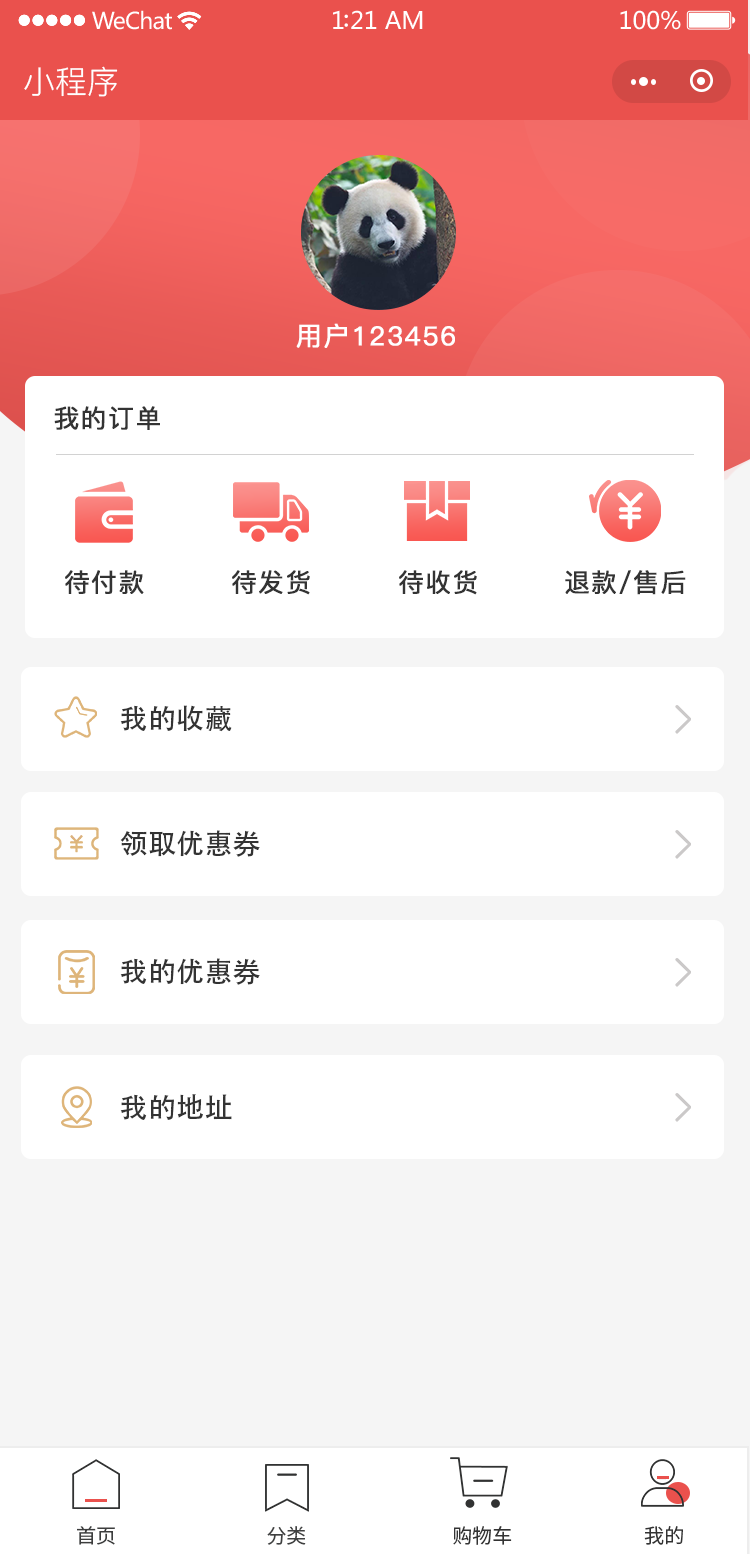 WeChat 1:21 AM 100%
小程序
用户123456
我的订单
待付款 待发货 待收货 退款/售后
我的收藏
领取优惠券
我的优惠券
我的地址
首页 分类 购物车 我的